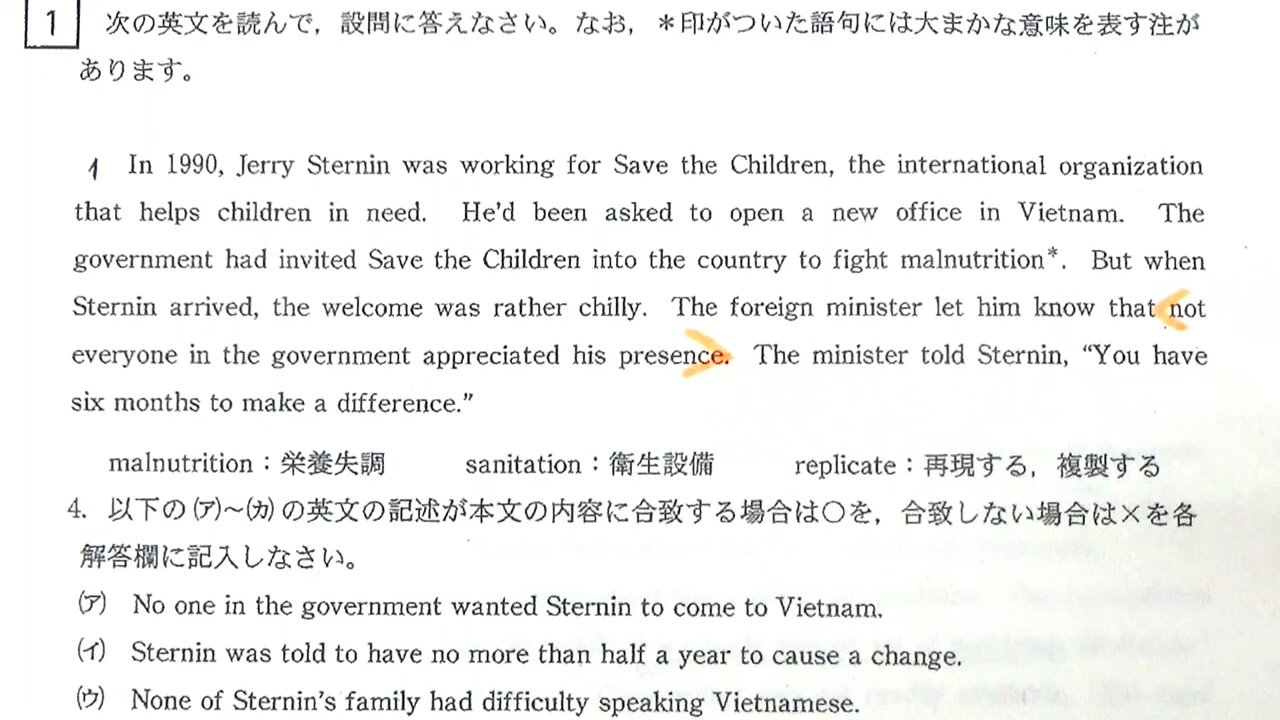 1 次の英文を読んで，設問に答えなさい。なお，＊印がついた語句には大まかな意味を表す注が
あります。
1 In 1990, Jerry Sternin was working for Save the Children, the international organization
that helps children in need. He'd been asked to open a new office in Vietnam. The
government had invited Save the Children into the country to fight malnutrition*. But when
Sternin arrived, the welcome was rather chilly. The foreign minister let him know that <not
everyone in the government appreciated his presence.> The minister told Sternin, “You have
six months to make a difference.”
malnutrition：栄養失調 sanitation：衛生設備 replicate：再現する，複製する
4. 以下の(ア)～(カ)の英文の記述が本文の内容に合致する場合は○を，合致しない場合は×を各
解答欄に記入しなさい。
(ア) No one in the government wanted Sternin to come to Vietnam.
(イ) Sternin was told to have no more than half a year to cause a change.
(ウ) None of Sternin's family had difficulty speaking Vietnamese.